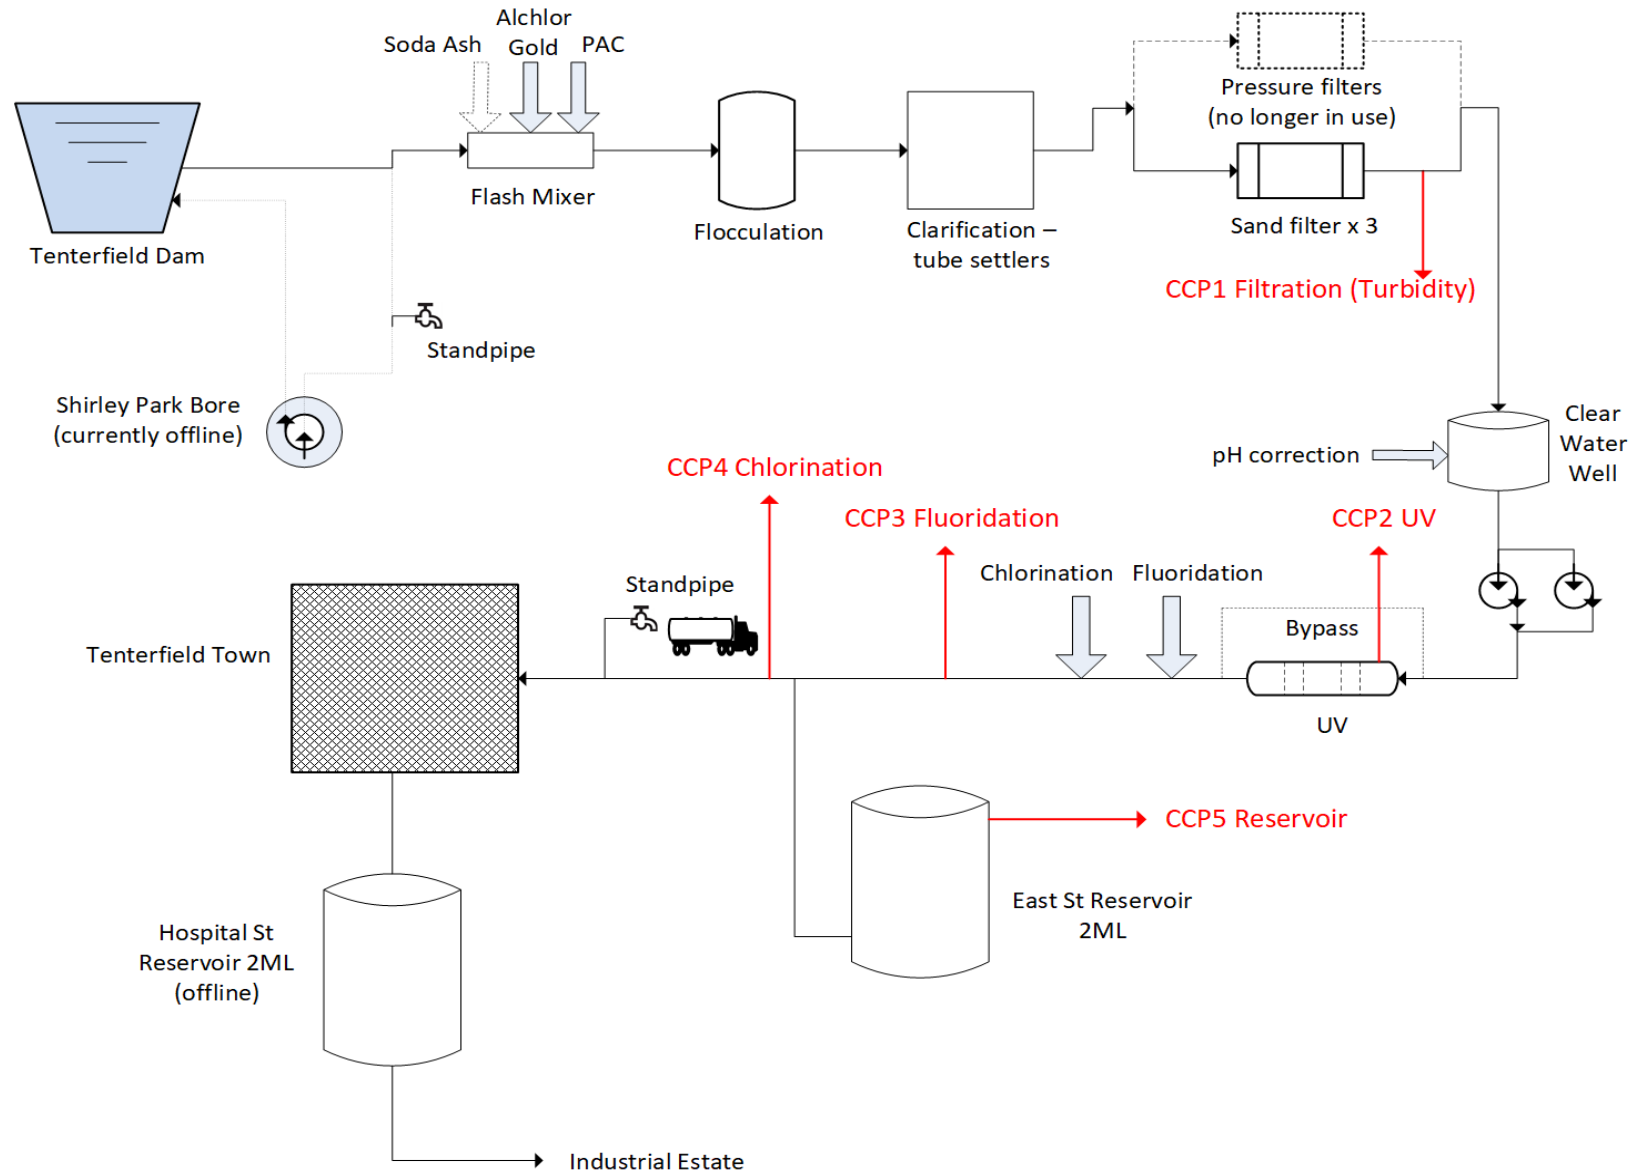 Soda Ash
Alchlor
Gold
PAC
Pressure filters
(no longer in use)
Flash Mixer
Tenterfield Dam
Flocculation
Clarification –
tube settlers
Sand filter x 3
CCP1 Filtration (Turbidity)
Standpipe
Shirley Park Bore
(currently offline)
Clear
Water
Well
pH correction
CCP4 Chlorination
CCP3 Fluoridation
CCP2 UV
Chlorination
Fluoridation
Standpipe
Bypass
Tenterfield Town
UV
CCP5 Reservoir
East St Reservoir
2ML
Hospital St
Reservoir 2ML
(offline)
Industrial Estate